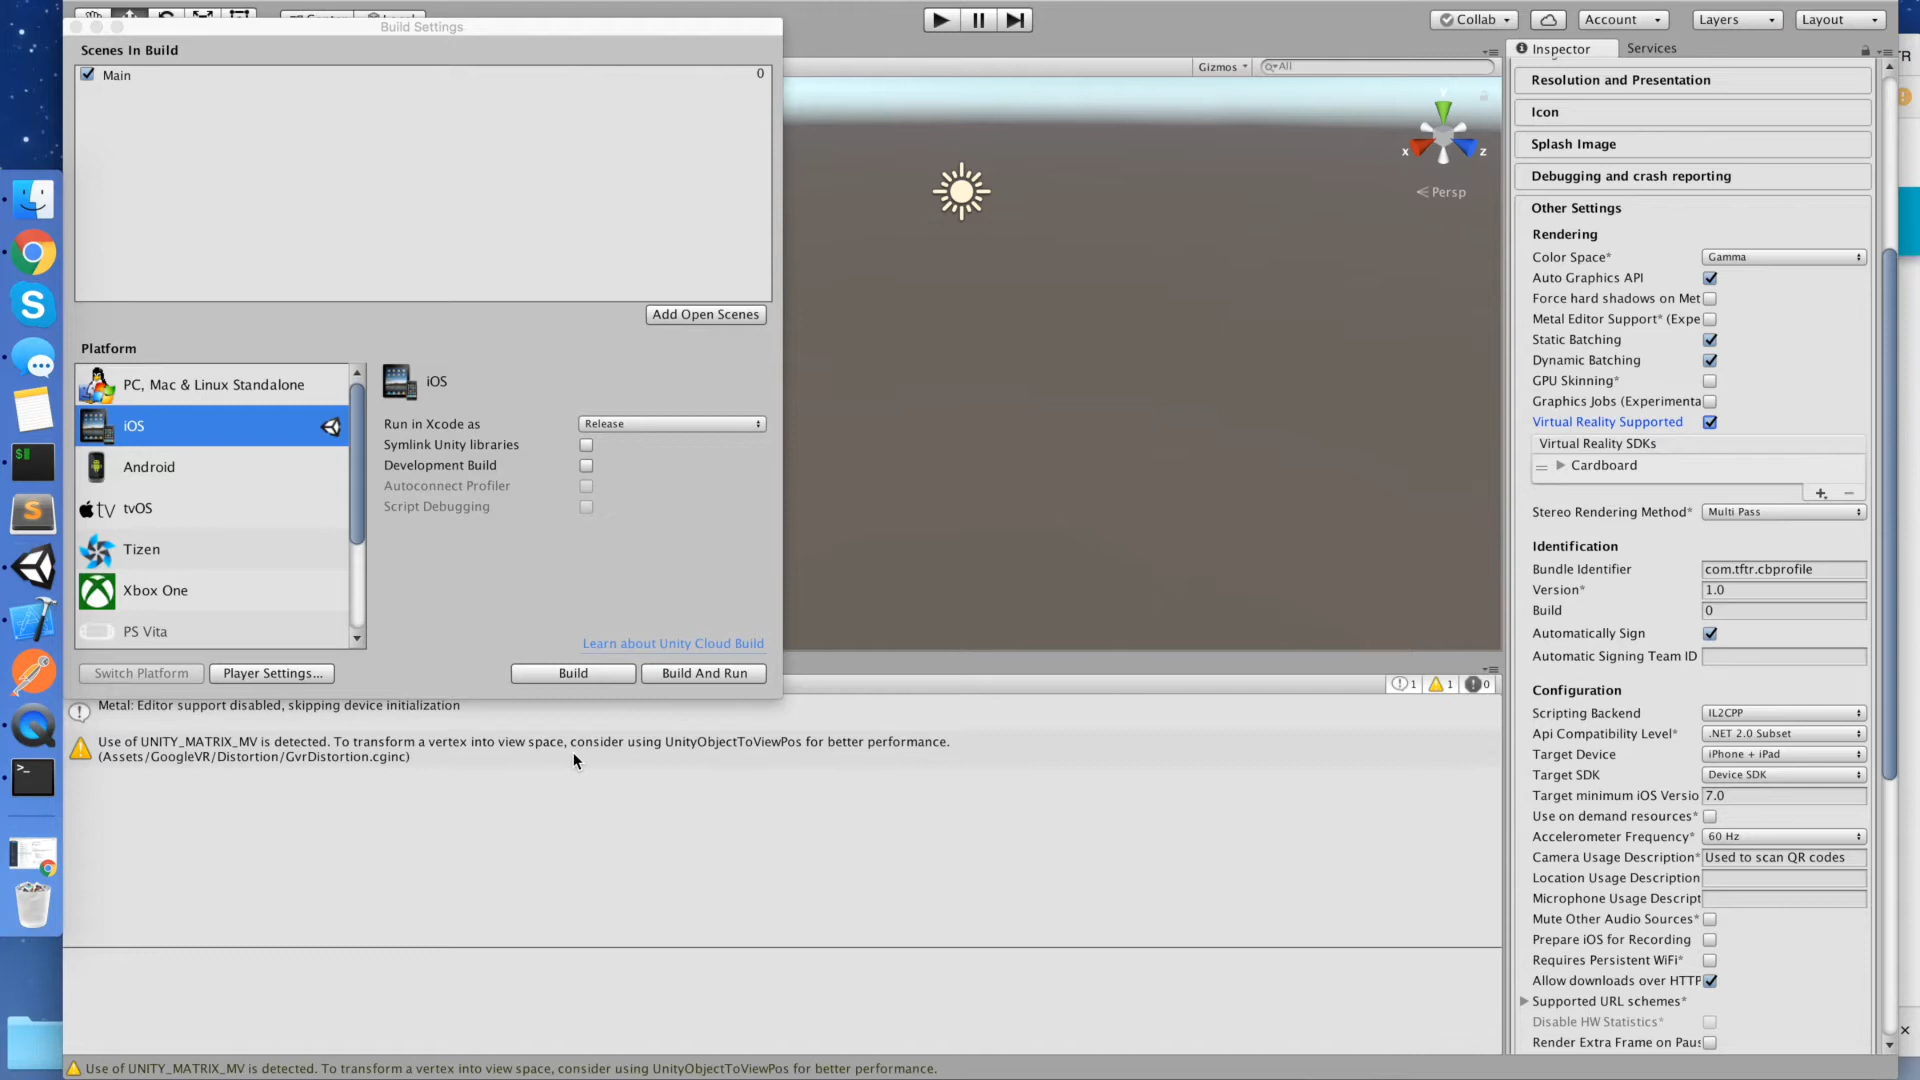 Build Settings
Collab
Account
Layers
Layout
Scenes In Build
Main
0
Add Open Scenes
Platform
PC, Mac & Linux Standalone
iOS
Android
tvOS
tv
Tizen
Xbox One
PS Vita
iOS
Run in Xcode as
Release
Symlink Unity libraries
Development Build
Autoconnect Profiler
Script Debugging
Learn about Unity Cloud Build
Switch Platform
Player Settings...
Build
Build And Run
Gizmos
All
x
z
Persp
1
1
0
Metal: Editor support disabled, skipping device initialization
Use of UNITY_MATRIX_MV is detected. To transform a vertex into view space, consider using UnityObjectToViewPos for better performance.
(Assets/GoogleVR/Distortion/GvrDistortion.cginc)
Use of UNITY_MATRIX_MV is detected. To transform a vertex into view space, consider using UnityObjectToViewPos for better performance.
Inspector
Services
Resolution and Presentation
Icon
Splash Image
Debugging and crash reporting
Other Settings
Rendering
Color Space*
Gamma
Auto Graphics API
Force hard shadows on Met
Metal Editor Support* (Expe
Static Batching
Dynamic Batching
GPU Skinning*
Graphics Jobs (Experimenta
Virtual Reality Supported
Virtual Reality SDKs
Cardboard
Stereo Rendering Method*
Multi Pass
Identification
Bundle Identifier
com.tftr.cbprofile
Version*
1.0
Build
0
Automatically Sign
Automatic Signing Team ID
Configuration
Scripting Backend
IL2CPP
Api Compatibility Level*
.NET 2.0 Subset
Target Device
iPhone + iPad
Target SDK
Device SDK
Target minimum iOS Versio
7.0
Use on demand resources*
Accelerometer Frequency*
60 Hz
Camera Usage Description*
Used to scan QR codes
Location Usage Description
Microphone Usage Descript
Mute Other Audio Sources*
Prepare iOS for Recording
Requires Persistent WiFi*
Allow downloads over HTTP
Supported URL schemes*
Disable HW Statistics*
Render Extra Frame on Paus